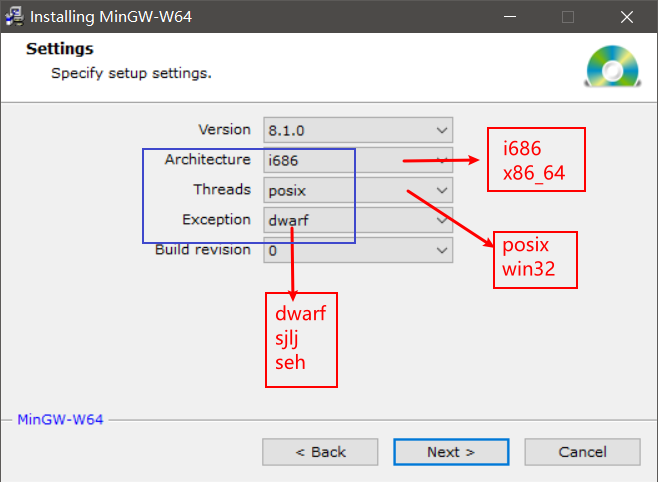 Installing MinGW-W64
Settings
Specify setup settings.
Version 8.1.0
Architecture i686
Threads posix
Exception dwarf
Build revision 0
i686
x86_64
posix
win32
dwarf
sjlj
seh
MinGW-W64
< Back Next > Cancel